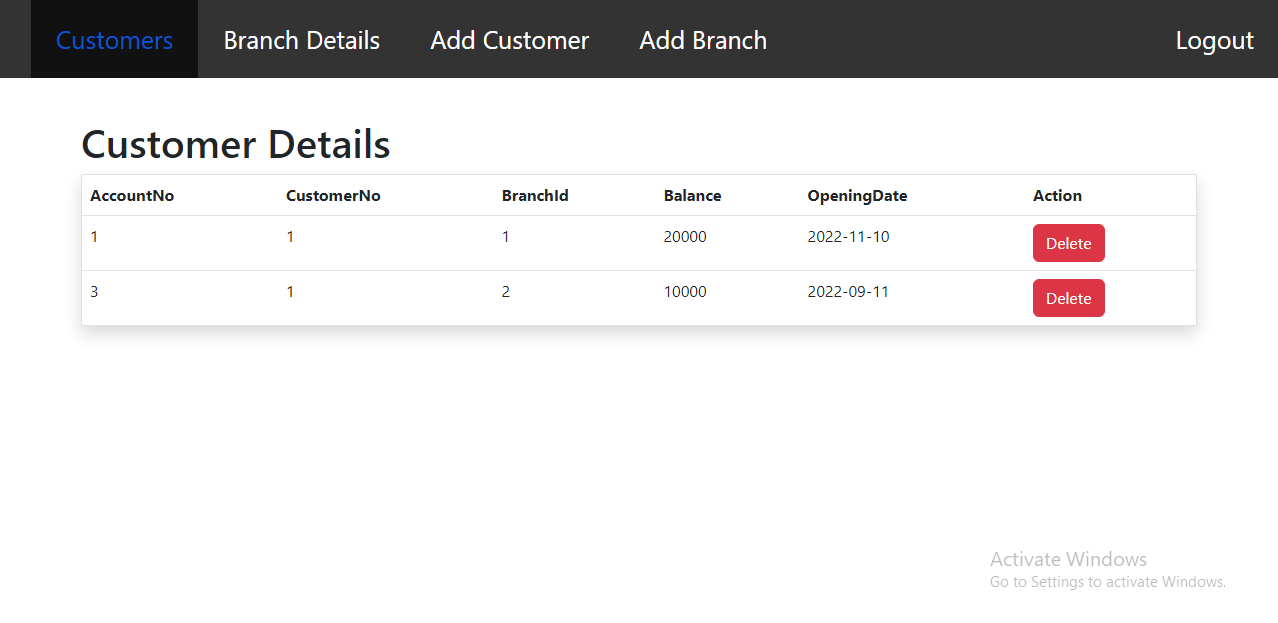 Customers Branch Details Add Customer Add Branch Logout
Customer Details
AccountNo CustomerNo BranchId Balance OpeningDate Action
1 1 1 20000 2022-11-10 Delete
3 1 2 10000 2022-09-11 Delete
Activate Windows
Go to Settings to activate Windows.